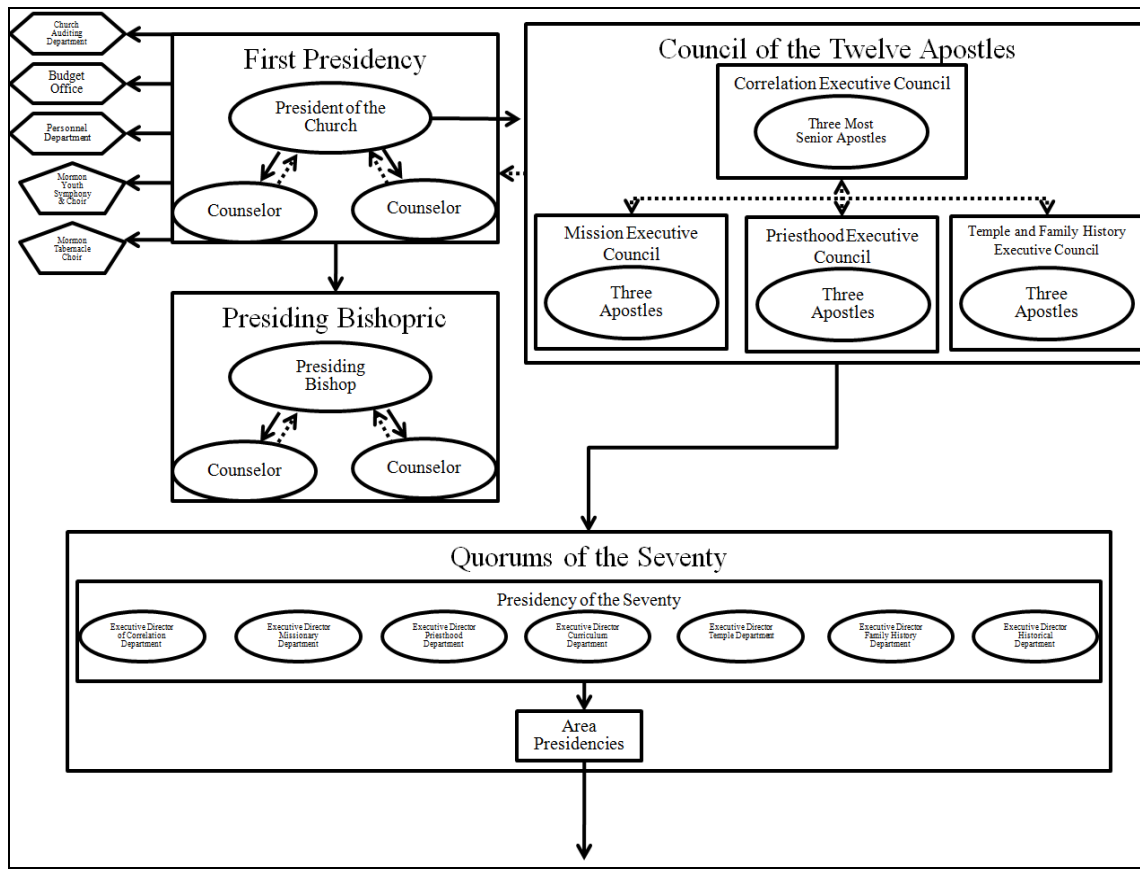 Church
Auditing
Department
Budget
Office
Personnel
Department
Mormon
Youth
Symphony
& Choir
Mormon
Tabernacle
Choir
First Presidency
President of the
Church
Counselor
Counselor
Council of the Twelve Apostles
Correlation Executive Council
Three Most
Senior Apostles
Mission Executive
Council
Three
Apostles
Priesthood Executive
Council
Three
Apostles
Temple and Family History
Executive Council
Three
Apostles
Presiding Bishopric
Presiding
Bishop
Counselor
Counselor
Quorums of the Seventy
Presidency of the Seventy
Executive Director
of Correlation
Department
Executive Director
Missionary
Department
Executive Director
Priesthood
Department
Executive Director
Curriculum
Department
Executive Director
Temple Department
Executive Director
Family History
Department
Executive Director
Historical
Department
Area
Presidencies